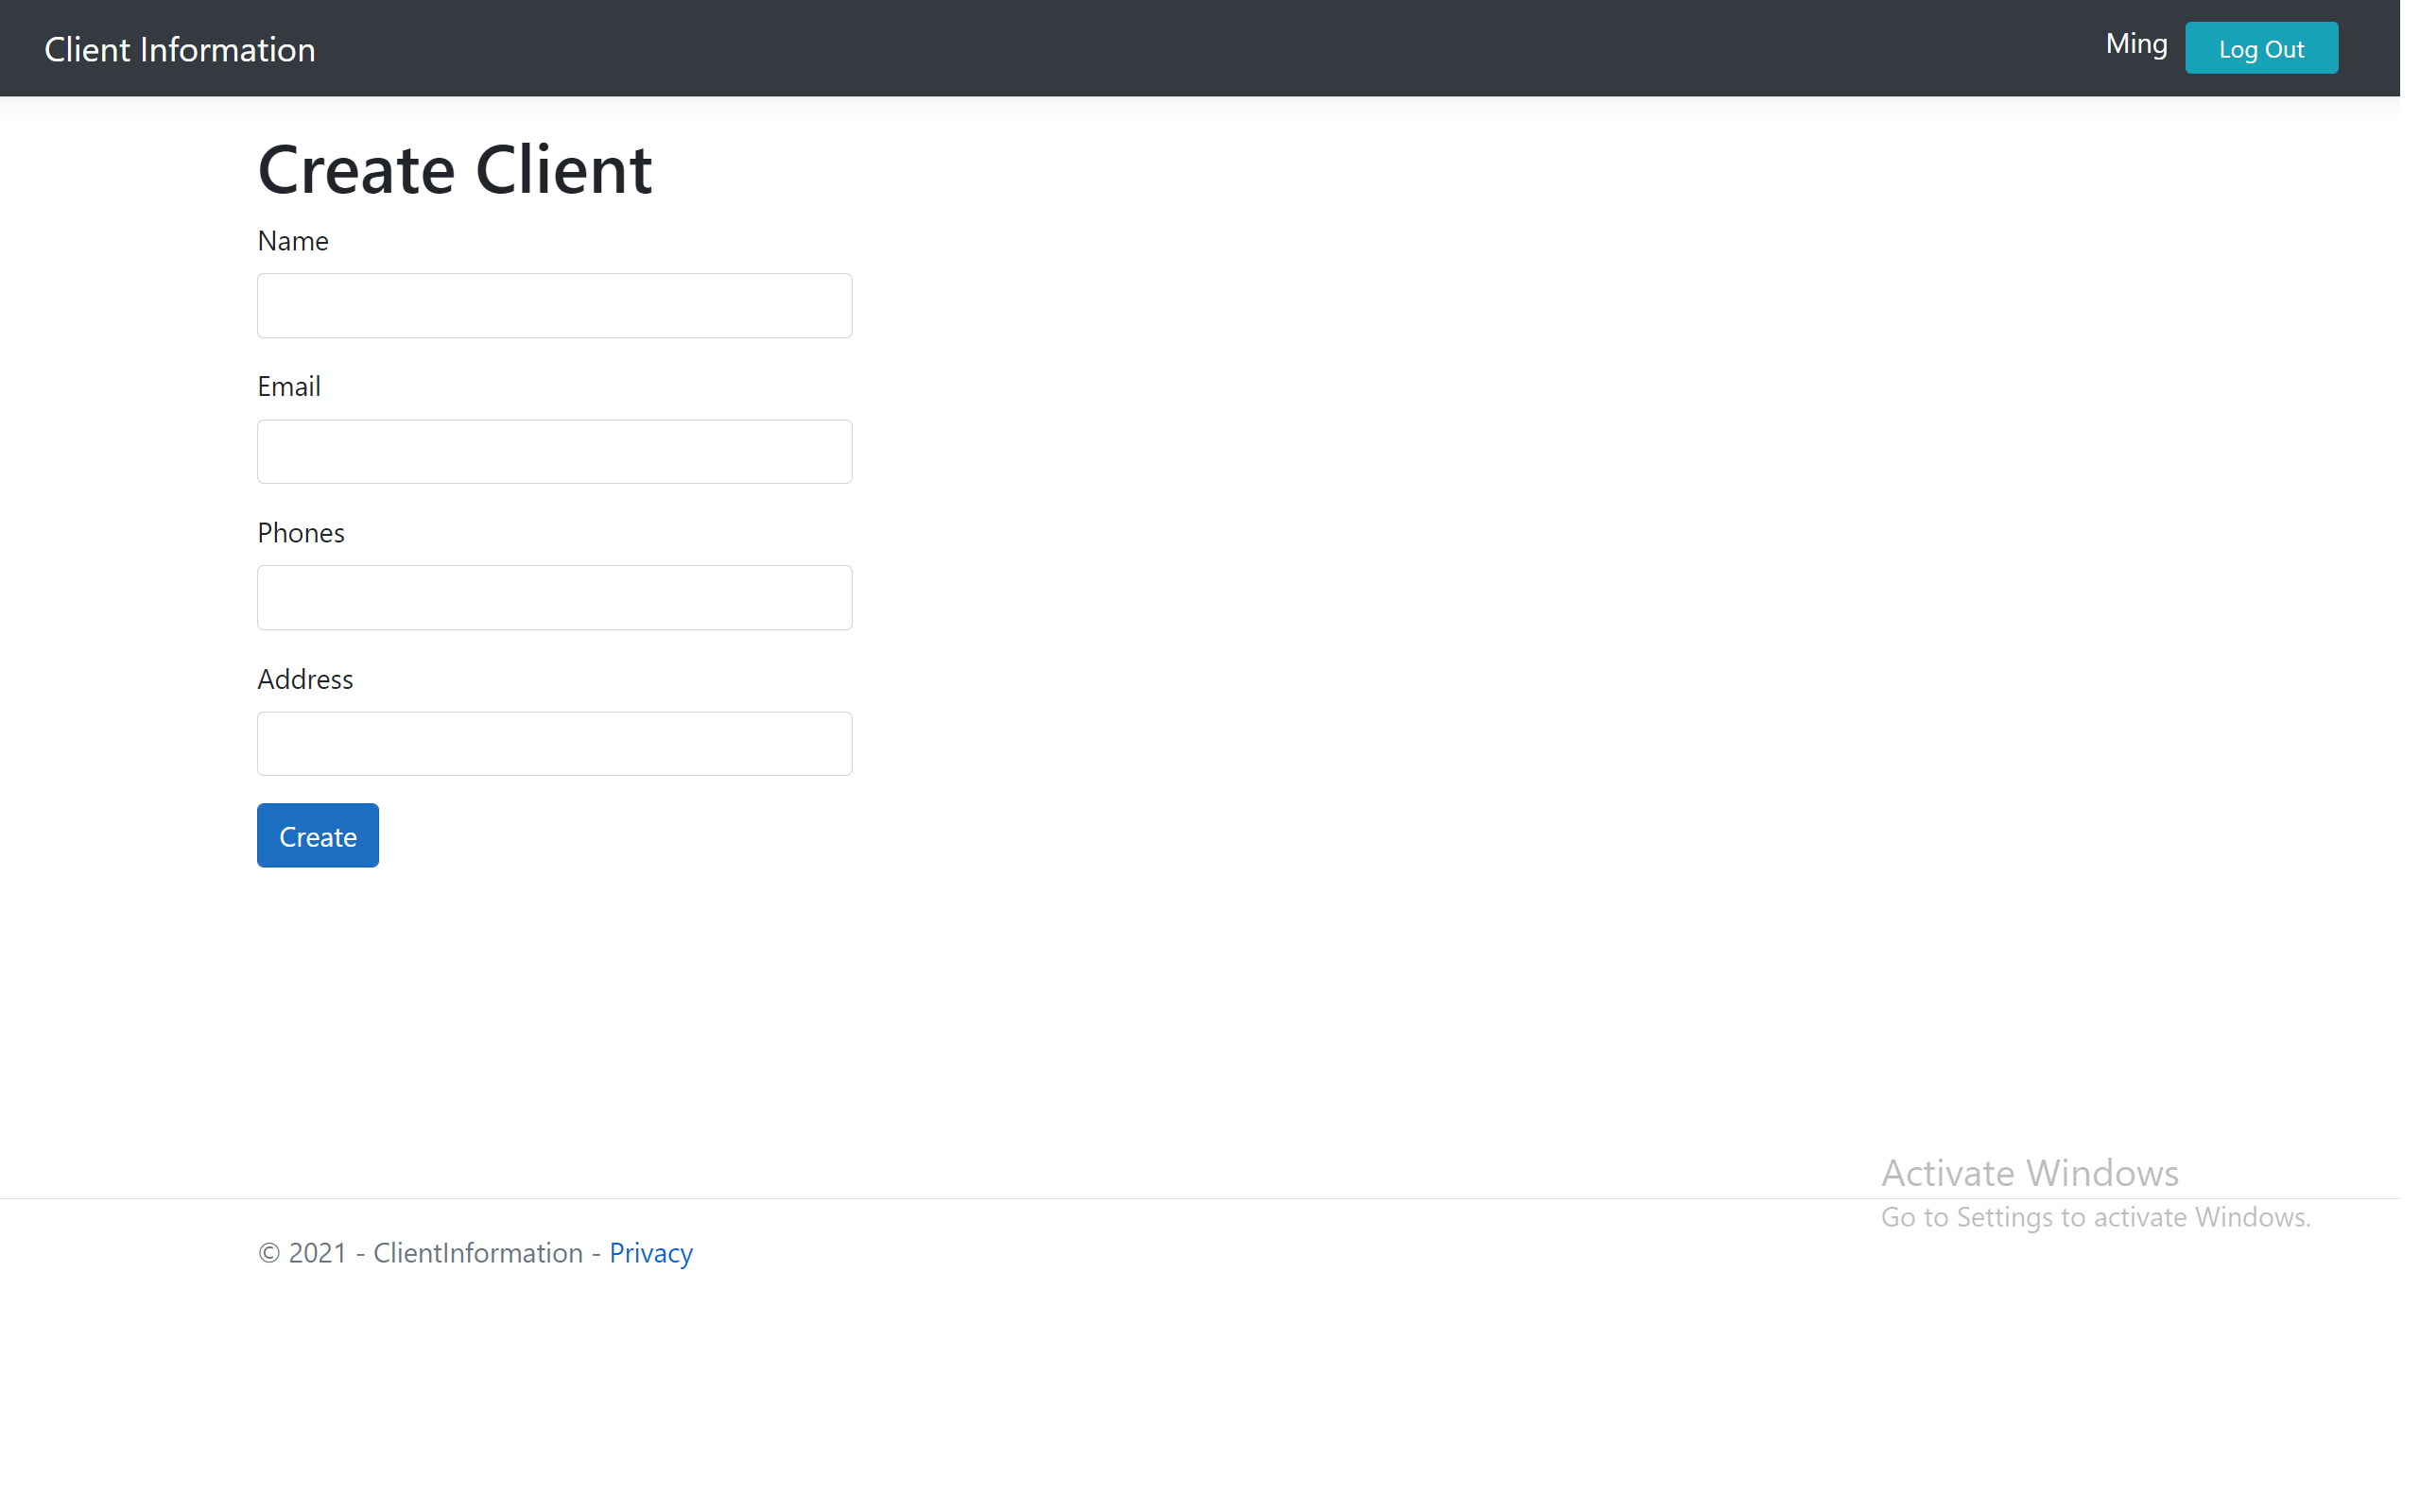 Client Information
Ming
Log Out
Create Client
Name
Email
Phones
Address
Create
Activate Windows
Go to Settings to activate Windows.
© 2021 - ClientInformation - Privacy